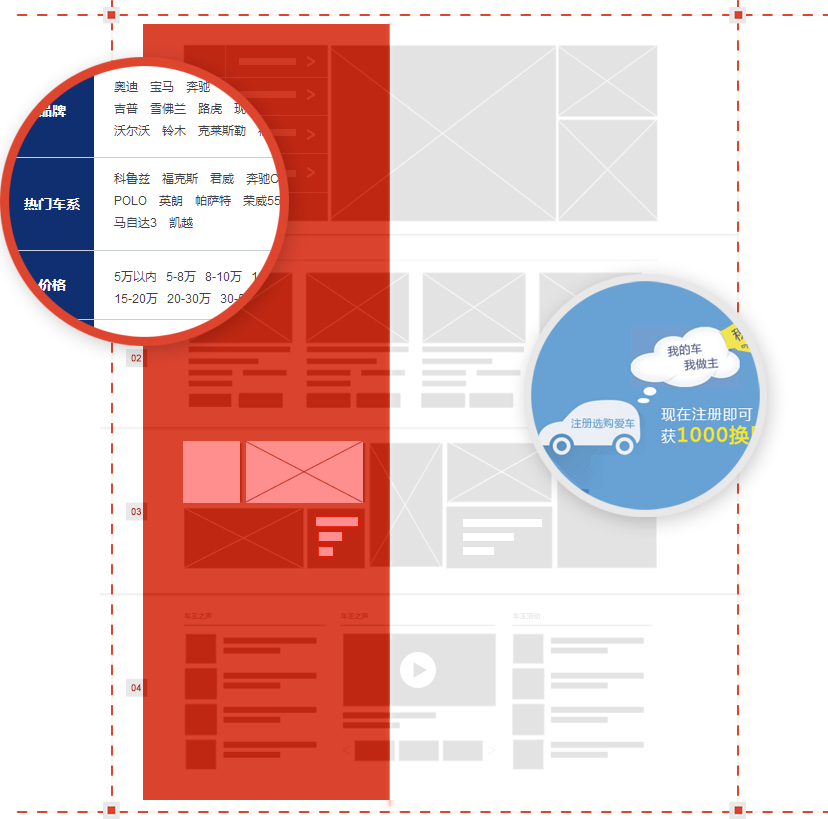 奥迪 宝马 奔驰
品牌
吉普 雪佛兰 路虎
沃尔沃 铃木 克莱斯勒
科鲁兹 福克斯 君威 奔驰C
热门车系
POLO 英朗 帕萨特 荣威55
马自达3 凯越
价格
5万以内 5-8万 8-10万
15-20万 20-30万 30-
我的车
我做主
现在注册即可
注册选购爱车
获1000换
02
03
车主之声 车主之声 车主活动
04